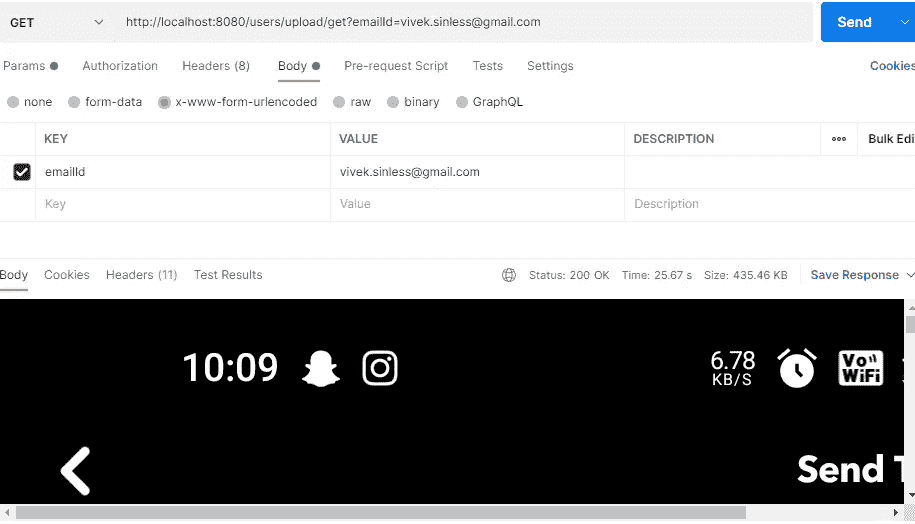 GET http://localhost:8080/users/upload/get?emailId=vivek.sinless@gmail.com Send
Params Authorization Headers (8) Body Pre-request Script Tests Settings Cookies
none form-data x-www-form-urlencoded raw binary GraphQL
KEY VALUE DESCRIPTION ooo Bulk Edi
emailId vivek.sinless@gmail.com
Key Value Description
Body Cookies Headers (11) Test Results Status: 200 OK Time: 25.67 s Size: 435.46 KB Save Response
10:09 6.78 KB/S Vo WiFi
Send T